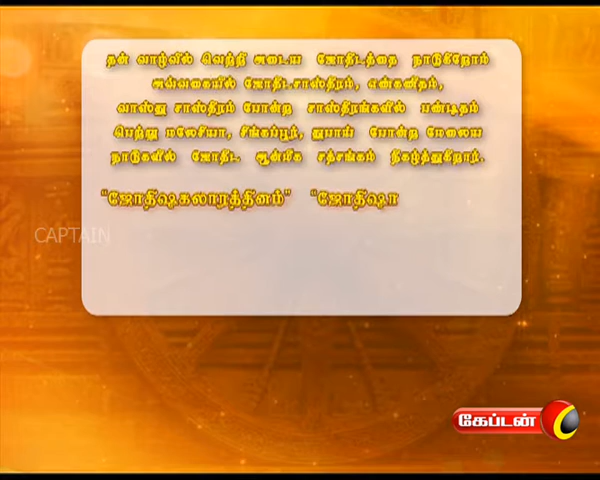 தன் வாழ்வில் வெற்றி அடைய ஜோதிடத்தை நாடுகிறோம்
அவ்வகையில் ஜோதிடசாஸ்திரம், எண்கணிதம்,
வாஸ்து சாஸ்திரம் போன்ற சாஸ்திரங்களில் பண்டிதம்
பெற்று மலேசியா, சிங்கப்பூர், துபாய் போன்ற மேலைய
நாடுகளில் ஜோதிட ஆன்மிக சத்சங்கம் நிகழ்த்துகிறார்.
"ஜோதிஷகலாரத்தினம்" "ஜோதிஷா
CAPTAIN
கேப்டன்